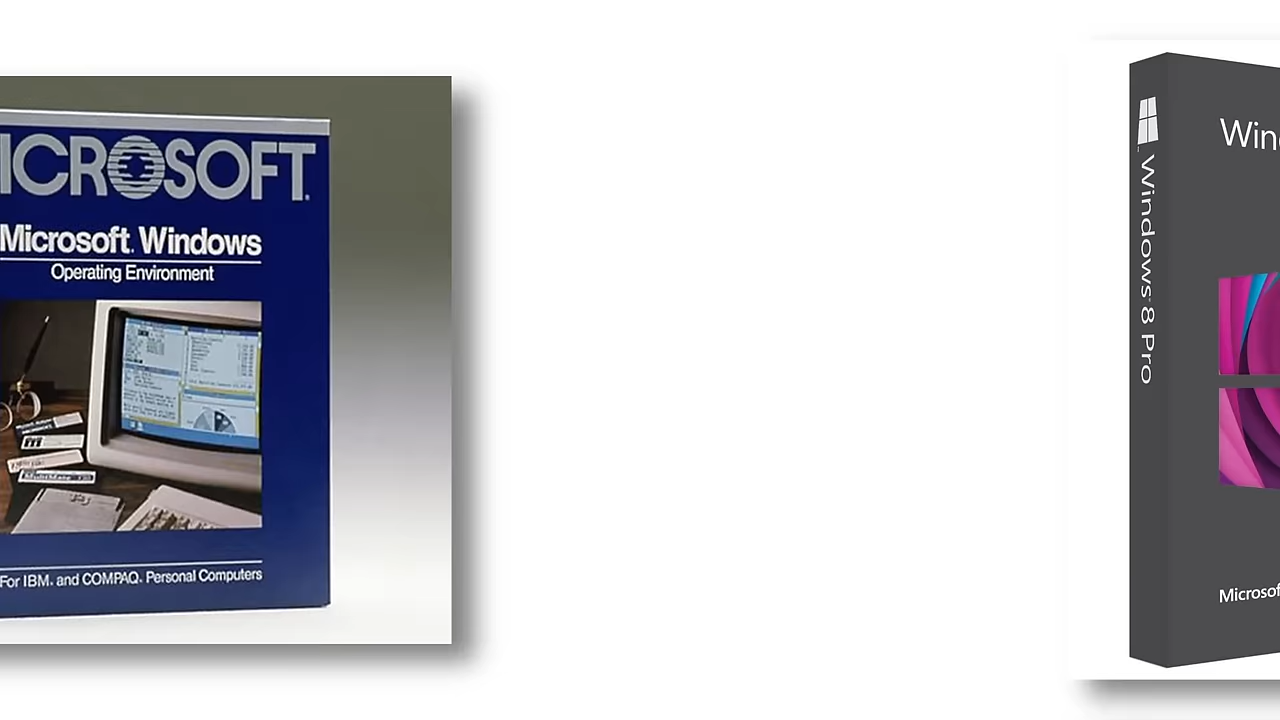 ICROSOFT®
Microsoft® Windows
Operating Environment
For IBM® and COMPAQ® Personal Computers
Windows 8 Pro
Win
Microsof